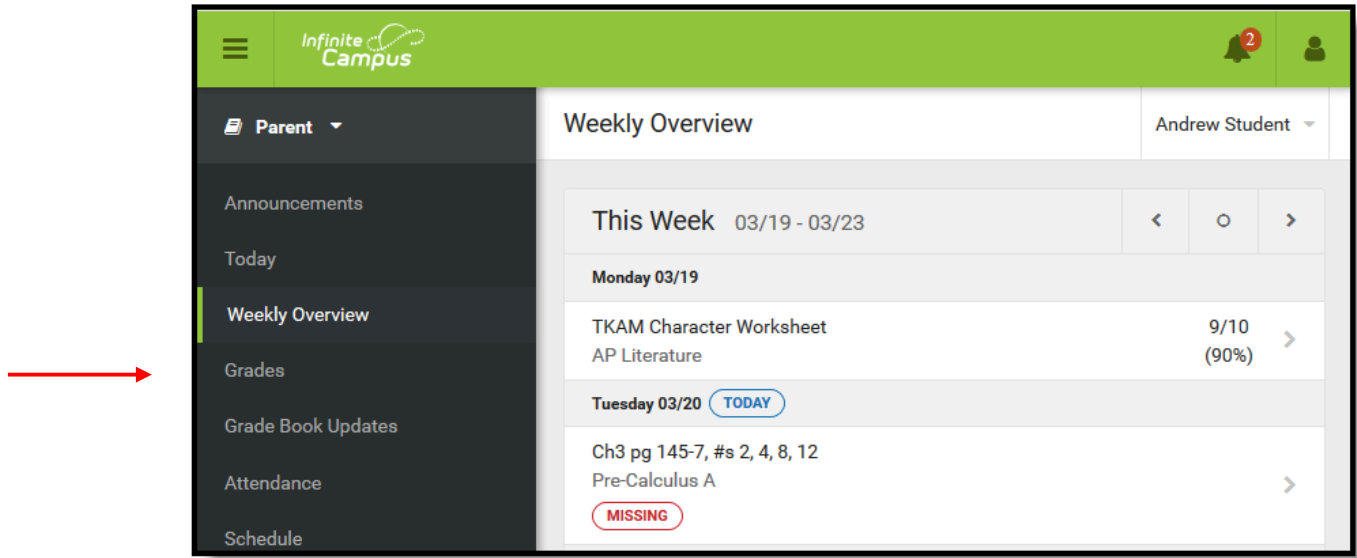 Infinite
Campus
2
Parent
Weekly Overview
Andrew Student
Announcements
Today
Weekly Overview
Grades
Grade Book Updates
Attendance
Schedule
This Week 03/19 - 03/23
Monday 03/19
TKAM Character Worksheet 9/10
AP Literature (90%)
Tuesday 03/20 TODAY
Ch3 pg 145-7, #s 2, 4, 8, 12
Pre-Calculus A
MISSING